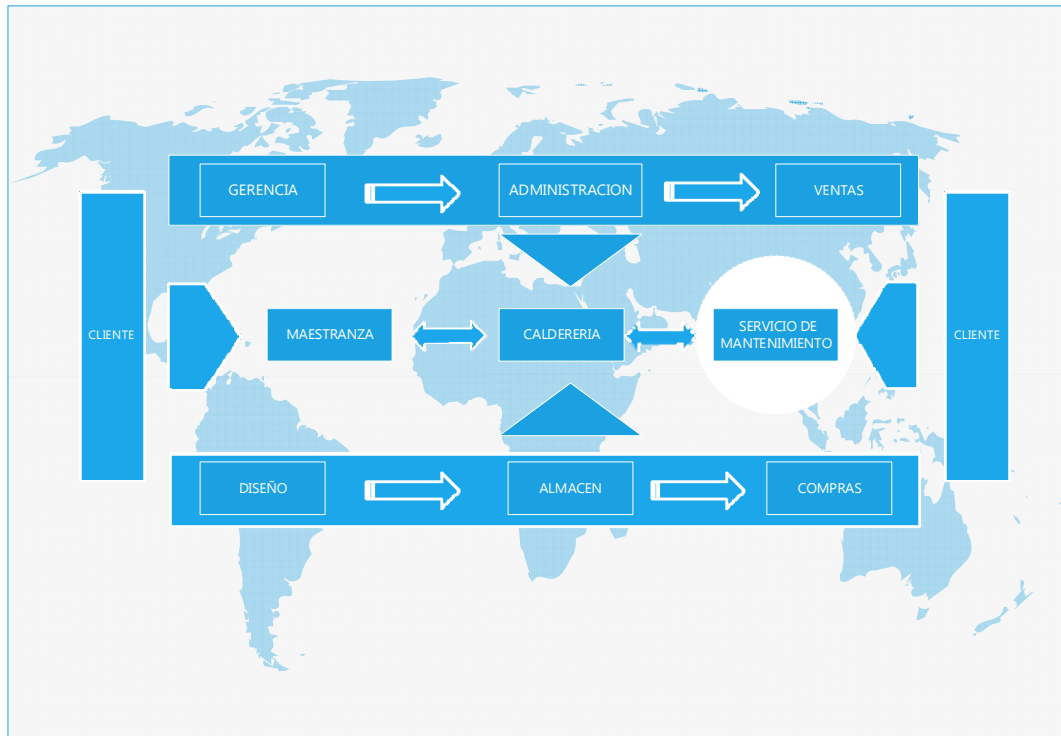 GERENCIA
ADMINISTRACION
VENTAS
CLIENTE
MAESTRANZA
CALDERERIA
SERVICIO DE
MANTENIMIENTO
CLIENTE
DISEÑO
ALMACEN
COMPRAS